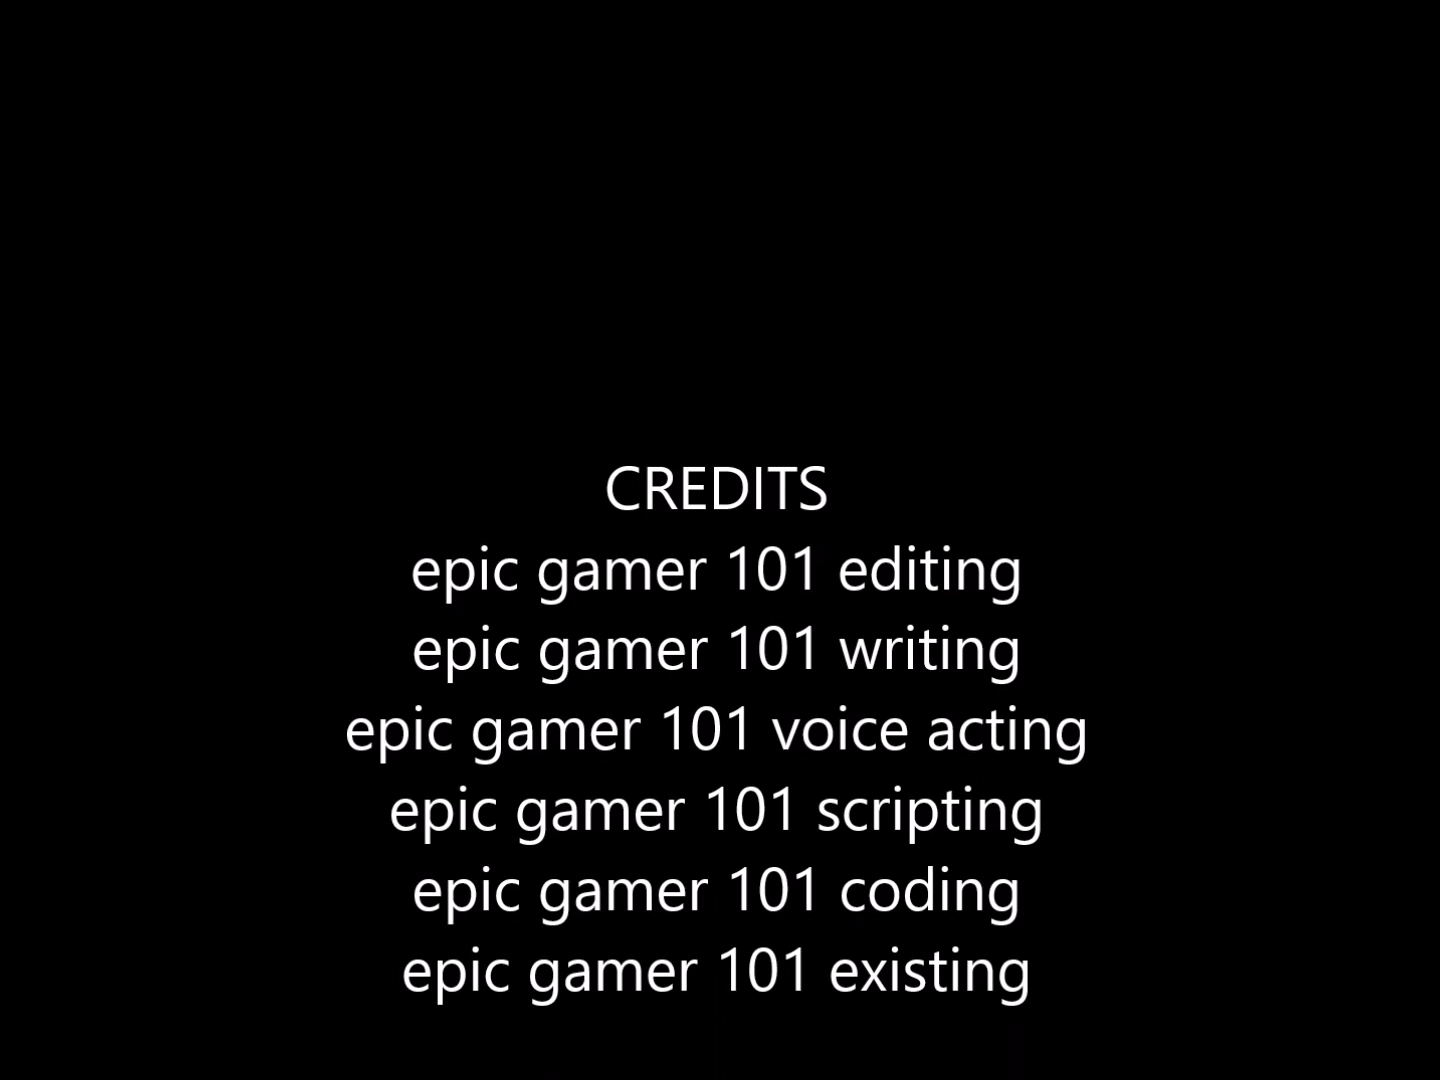 CREDITS
epic gamer 101 editing
epic gamer 101 writing
epic gamer 101 voice acting
epic gamer 101 scripting
epic gamer 101 coding
epic gamer 101 existing